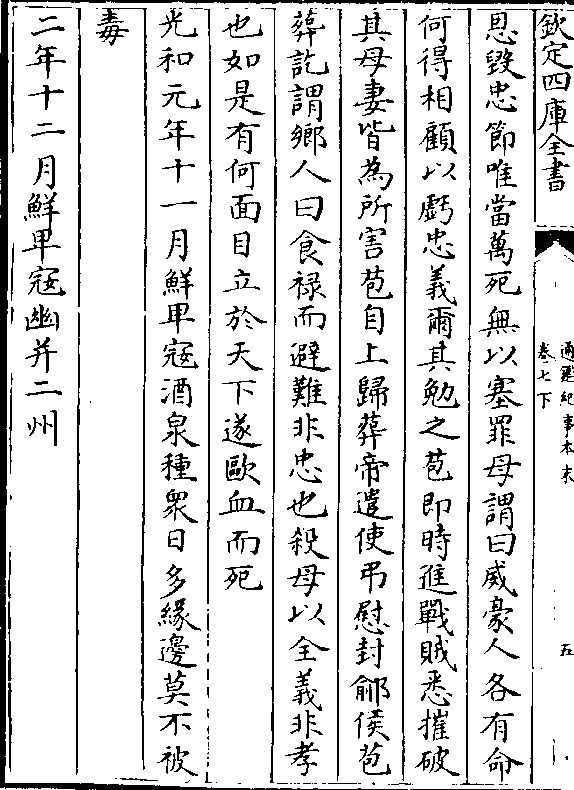 欽定四庫全書
通鑑紀事本末
卷七下
五
恩毀忠節唯當萬死無以塞罪母謂曰威豪人各有命
何得相顧以虧忠義爾其勉之苞即時進戰賊悉摧破
其母妻皆為所害苞自上歸葬帝遣使弔慰封鄃侯苞
葬訖謂鄉人曰食禄而避難非忠也殺母以全義非孝
也如是有何面目立於天下遂歐血而死
光和元年十一月鮮卑宼酒泉種衆日多緣邊莫不被
毒
二年十二月鮮卑宼幽并二州